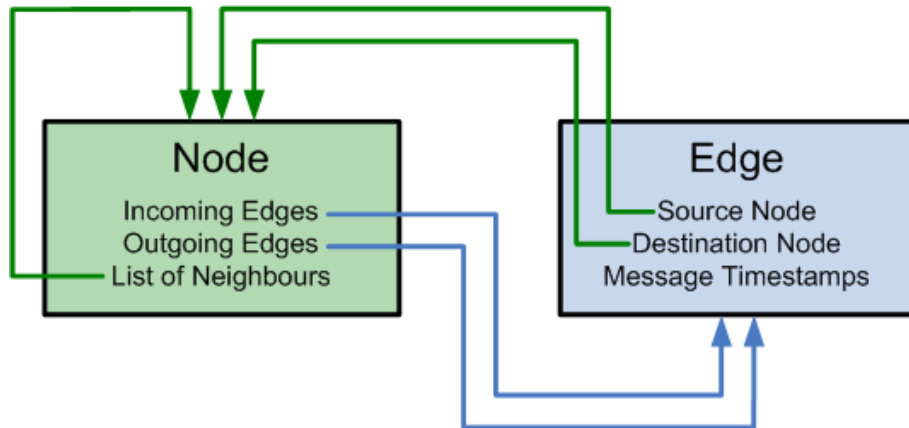 Node
Incoming Edges
Outgoing Edges
List of Neighbours
Edge
Source Node
Destination Node
Message Timestamps